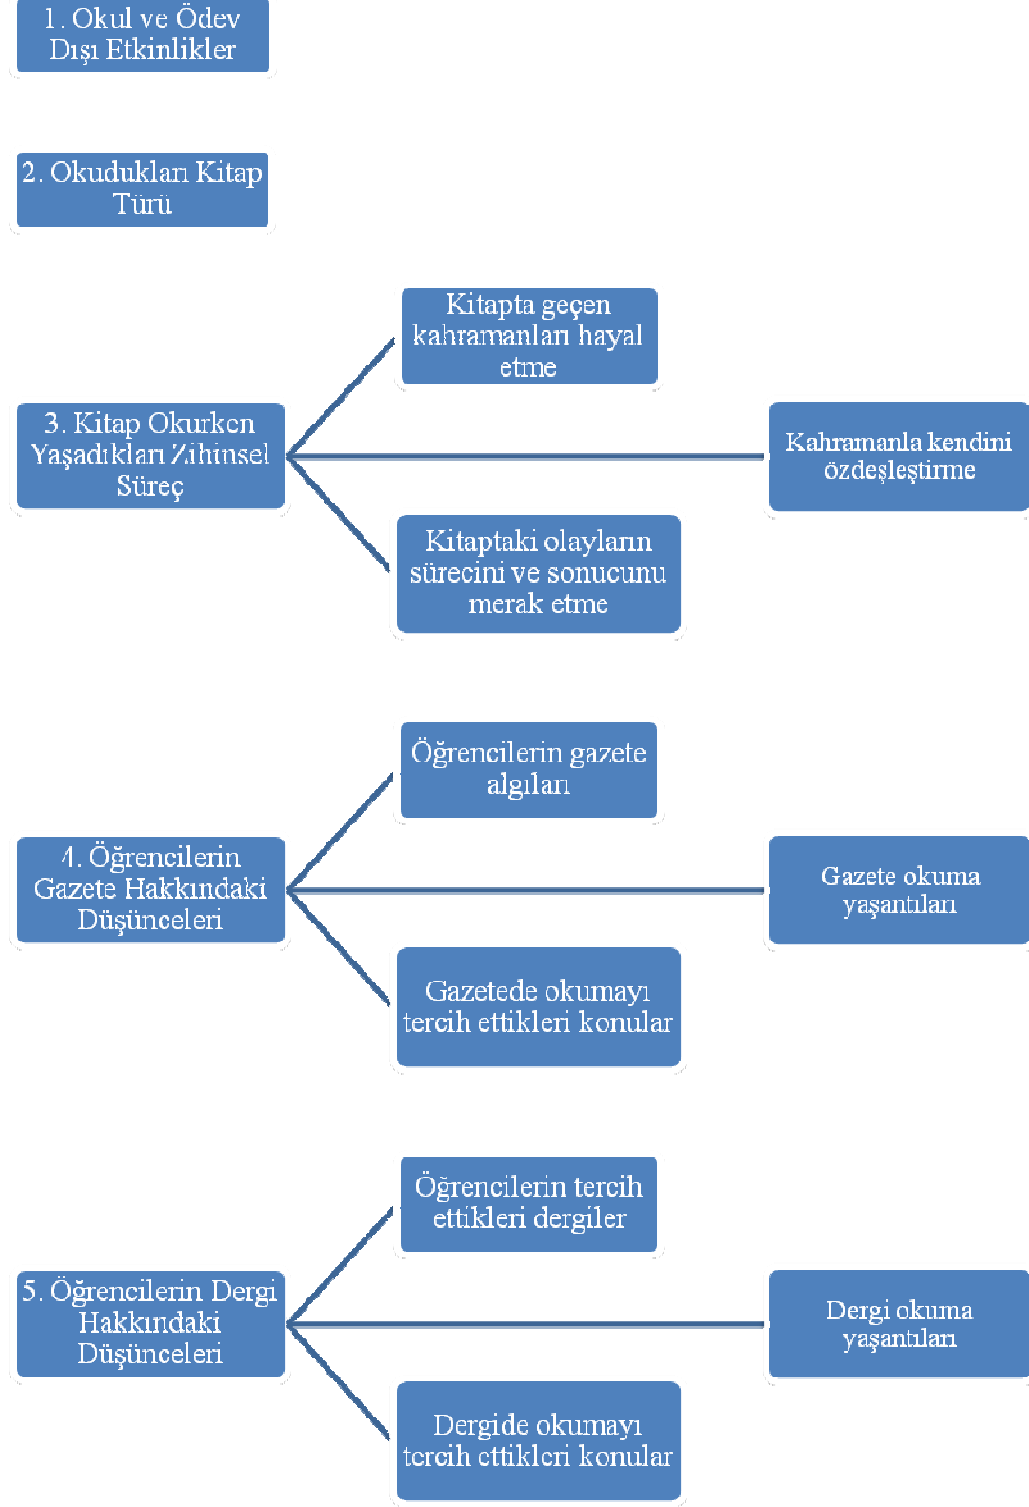 1. Okul ve Ödev
Dışı Etkinlikler
2. Okudukları Kitap
Türü
Kitapta geçen
kahramanları hayal
etme
3. Kitap Okurken
Yaşadıkları Zihinsel
Süreç
Kahramanla kendini
özdeşleştirme
Kitaptaki olayların
sürecini ve sonucunu
merak etme
Öğrencilerin gazete
algıları
4. Öğrencilerin
Gazete Hakkındaki
Düşünceleri
Gazete okuma
yaşantıları
Gazetede okumayı
tercih ettikleri konular
Öğrencilerin tercih
ettikleri dergiler
5. Öğrencilerin Dergi
Hakkındaki
Düşünceleri
Dergi okuma
yaşantıları
Dergide okumayı
tercih ettikleri konular